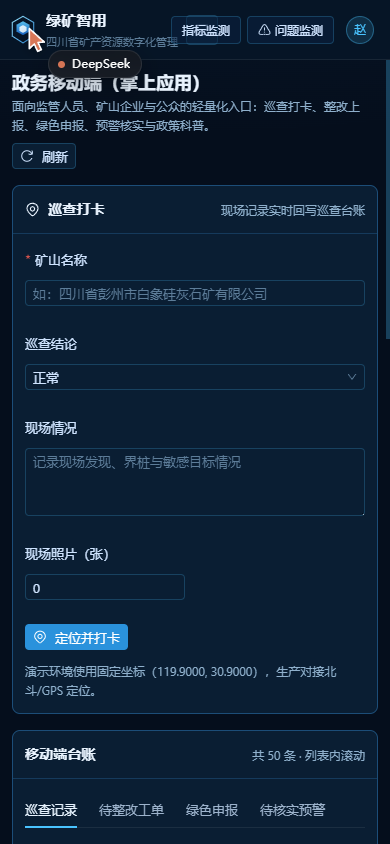 绿矿智用
四川省矿产资源数字化管理
指标监测
问题监测
赵
DeepSeek
政务移动端（掌上应用）
面向监管人员、矿山企业与公众的轻量化入口：巡查打卡、整改上
报、绿色申报、预警核实与政策科普。
刷新
巡查打卡
现场记录实时回写巡查台账
* 矿山名称
如：四川省彭州市白象硅灰石矿有限公司
巡查结论
正常
现场情况
记录现场发现、界桩与敏感目标情况
现场照片（张）
0
定位并打卡
演示环境使用固定坐标（119.9000, 30.9000），生产对接北
斗/GPS 定位。
移动端台账
共 50 条 · 列表内滚动
巡查记录
待整改工单
绿色申报
待核实预警